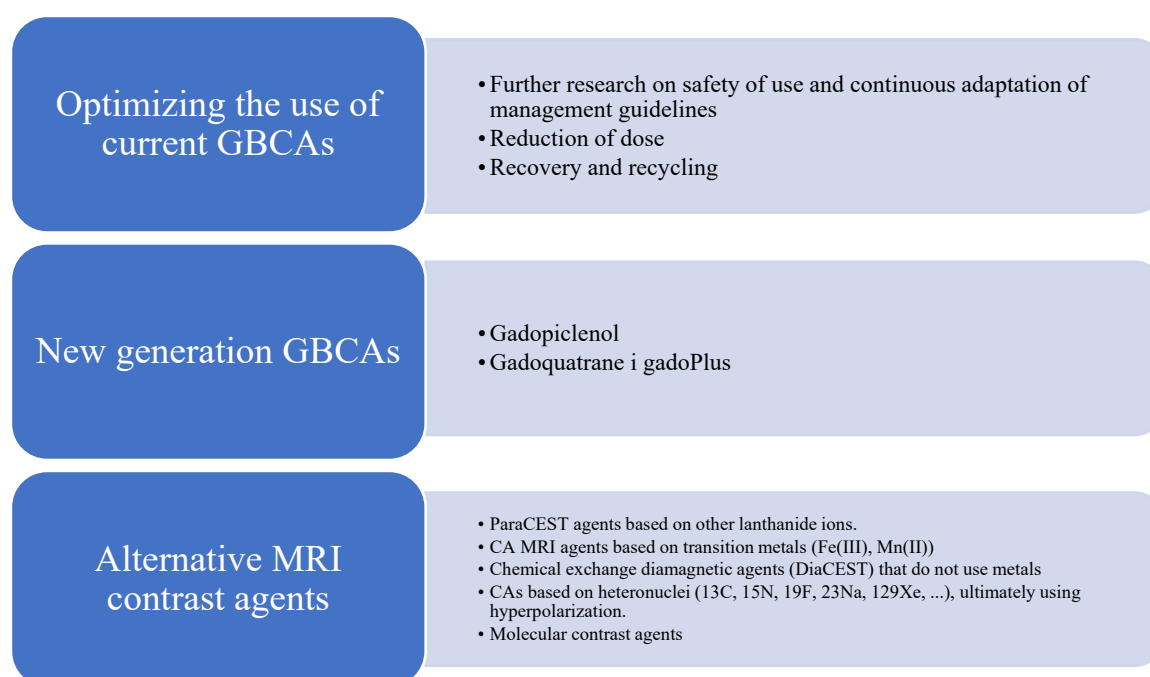 Optimizing the use of
current GBCAs
• Further research on safety of use and continuous adaptation of
management guidelines
• Reduction of dose
• Recovery and recycling
New generation GBCAs
• Gadopiclenol
• Gadoquatrane i gadoPlus
Alternative MRI
contrast agents
• ParaCEST agents based on other lanthanide ions.
• CA MRI agents based on transition metals (Fe(III), Mn(II))
• Chemical exchange diamagnetic agents (DiaCEST) that do not use metals
• CAs based on heteronuclei (13C, 15N, 19F, 23Na, 129Xe, ...), ultimately using
hyperpolarization.
• Molecular contrast agents